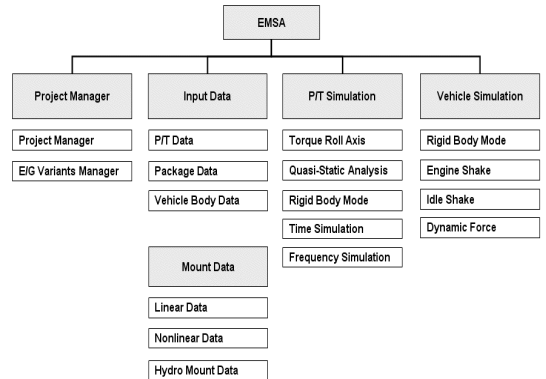 EMSA
Project Manager
Input Data
P/T Simulation
Vehicle Simulation
Project Manager
E/G Variants Manager
P/T Data
Package Data
Vehicle Body Data
Torque Roll Axis
Quasi-Static Analysis
Rigid Body Mode
Time Simulation
Frequency Simulation
Rigid Body Mode
Engine Shake
Idle Shake
Dynamic Force
Mount Data
Linear Data
Nonlinear Data
Hydro Mount Data